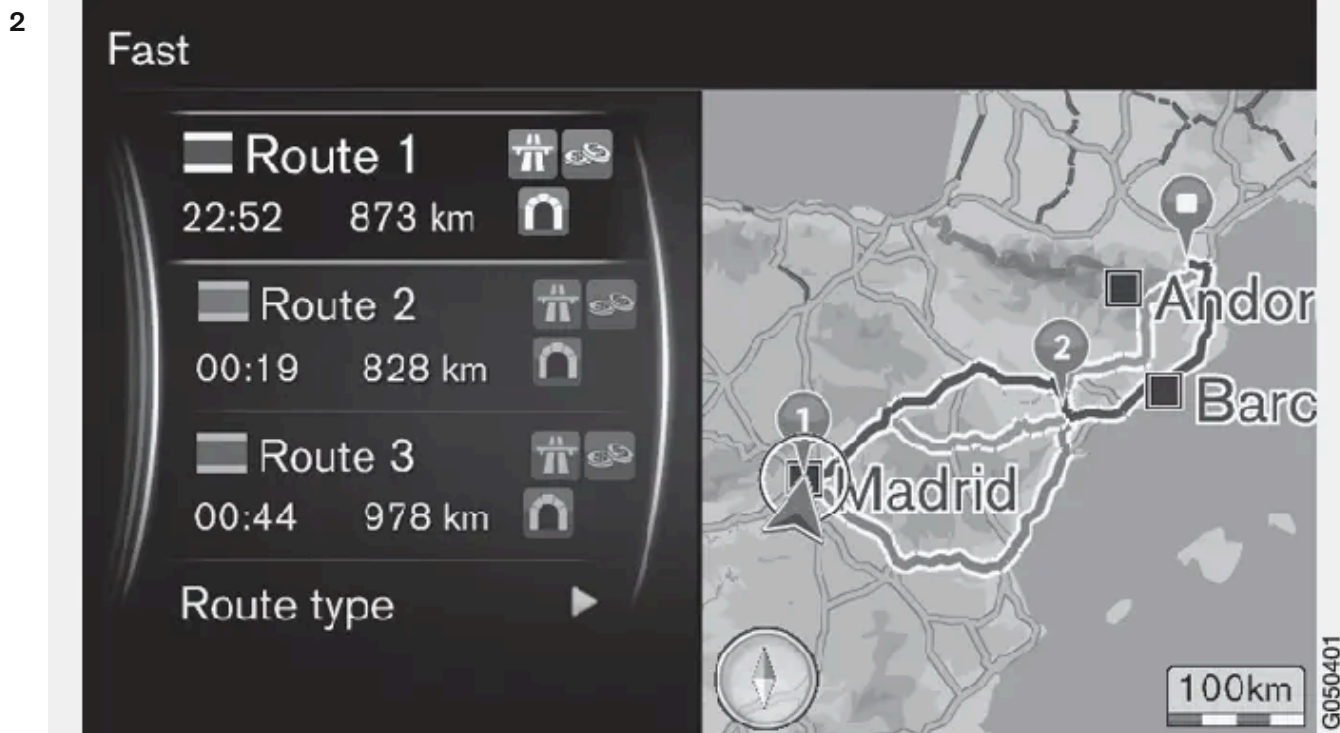 2
Fast
Route 1
22:52 873 km
Route 2
00:19 828 km
Route 3
00:44 978 km
Route type
2
Andor
Barc
1
Madrid
100km
G050401